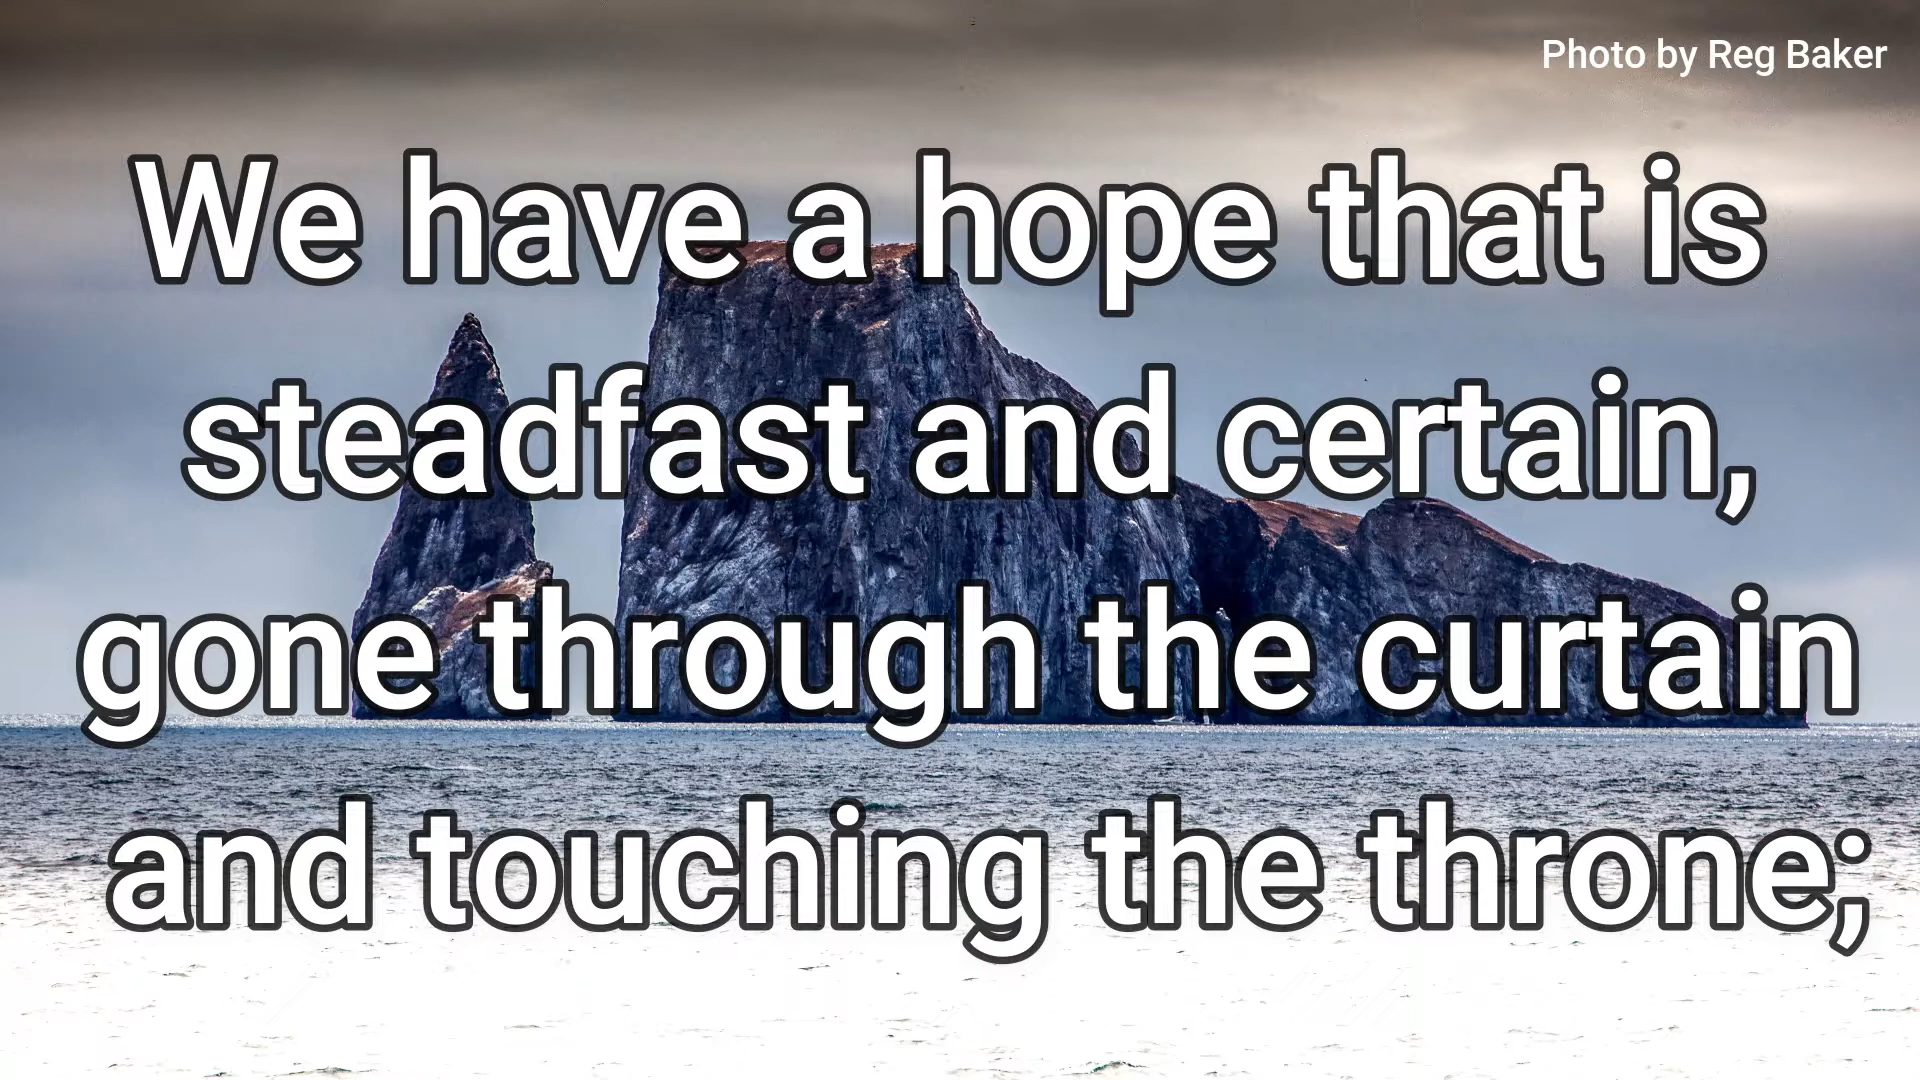 Photo by Reg Baker
We have a hope that is
steadfast and certain,
gone through the curtain
and touching the throne;